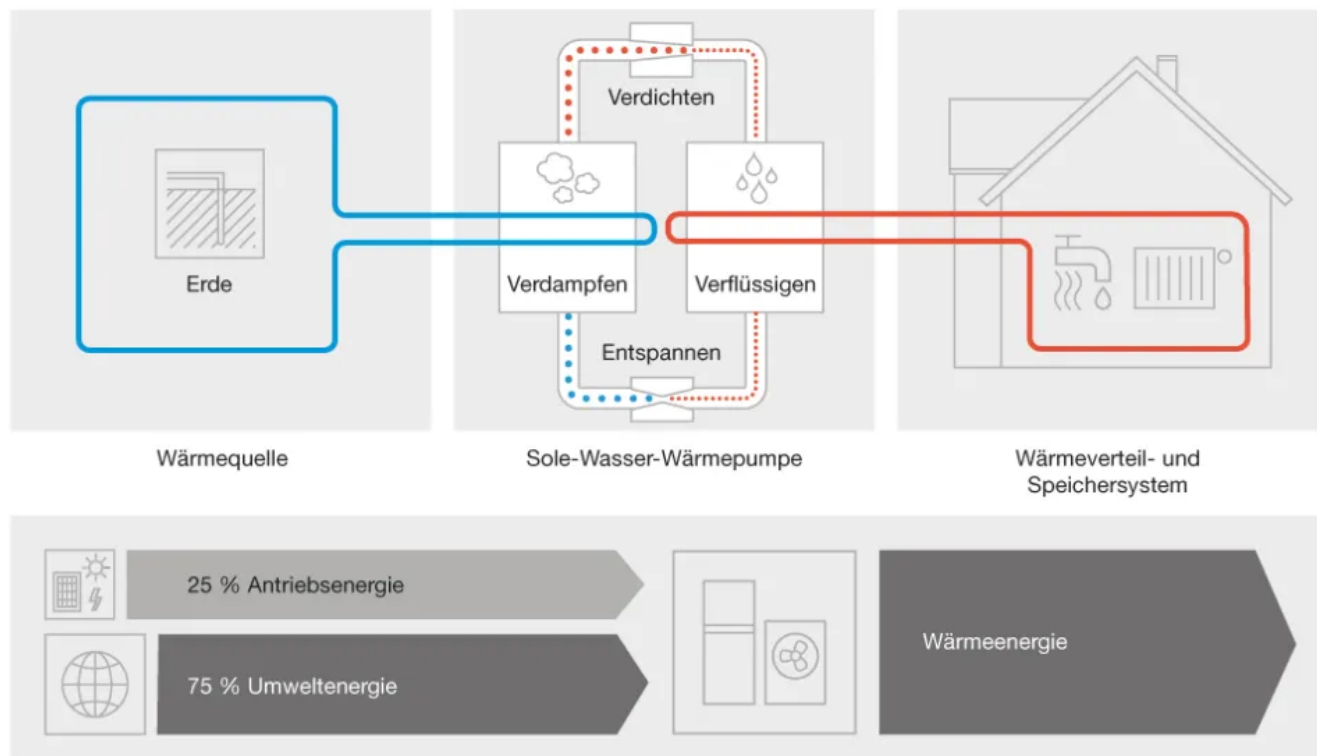 Verdichten
Erde
Verdampfen
Verflüssigen
Entspannen
Wärmequelle
Sole-Wasser-Wärmepumpe
Wärmeverteil- und
Speichersystem
25 % Antriebsenergie
75 % Umweltenergie
Wärmeenergie